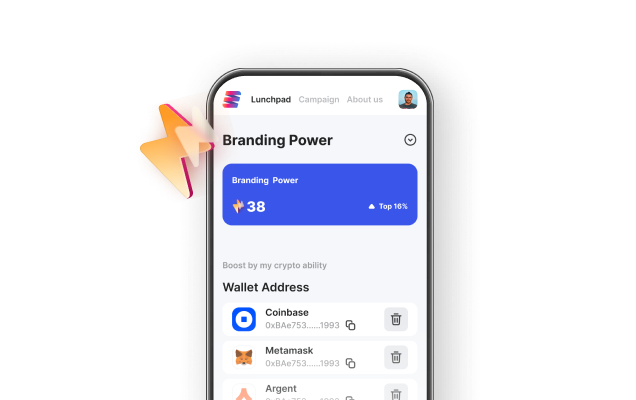 Lunchpad Campaign About us
Branding Power
Branding Power
38 Top 16%
Boost by my crypto ability
Wallet Address
Coinbase
0xBAe753......1993
Metamask
0xBAe753......1993
Argent